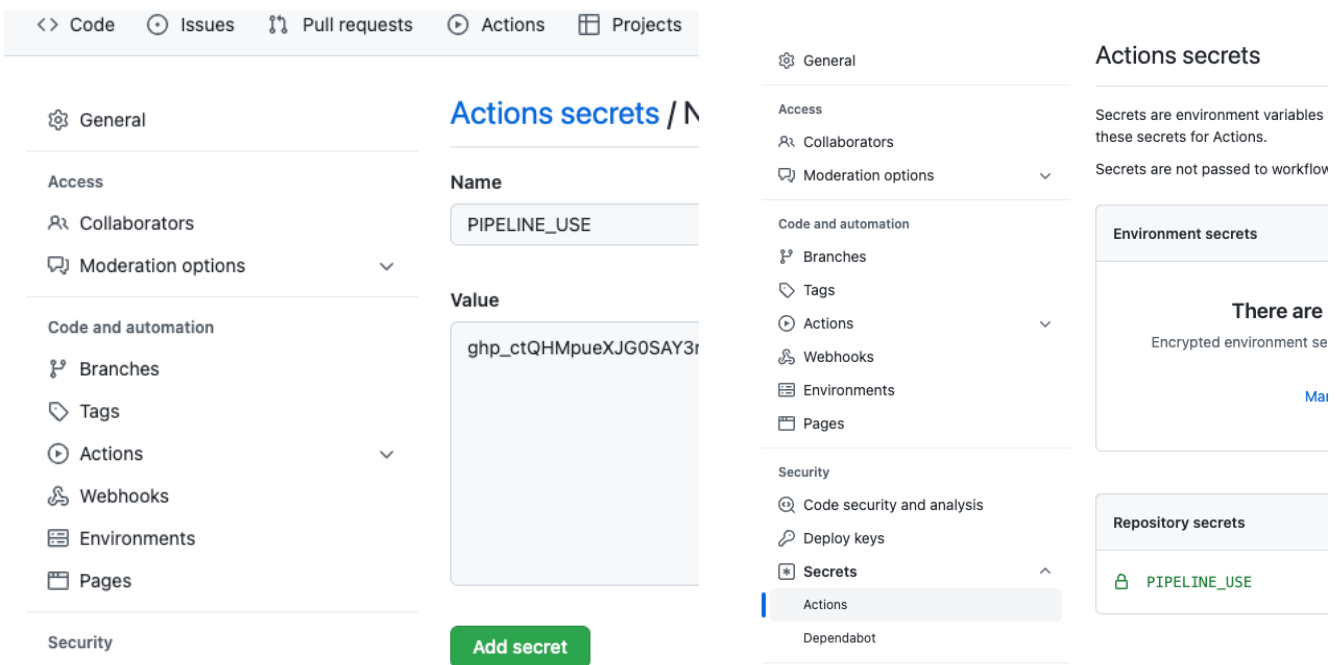 Code Issues Pull requests Actions Projects
General
Access
Collaborators
Moderation options
Code and automation
Branches
Tags
Actions
Webhooks
Environments
Pages
Security
Actions secrets /
Name
PIPELINE_USE
Value
ghp_ctQHMpueXJG0SAY3
Add secret
General
Access
Collaborators
Moderation options
Code and automation
Branches
Tags
Actions
Webhooks
Environments
Pages
Security
Code security and analysis
Deploy keys
Secrets
Actions
Dependabot
Actions secrets
Secrets are environment variables
these secrets for Actions.
Secrets are not passed to workflow
Environment secrets
There are
Encrypted environment se
Mar
Repository secrets
PIPELINE_USE